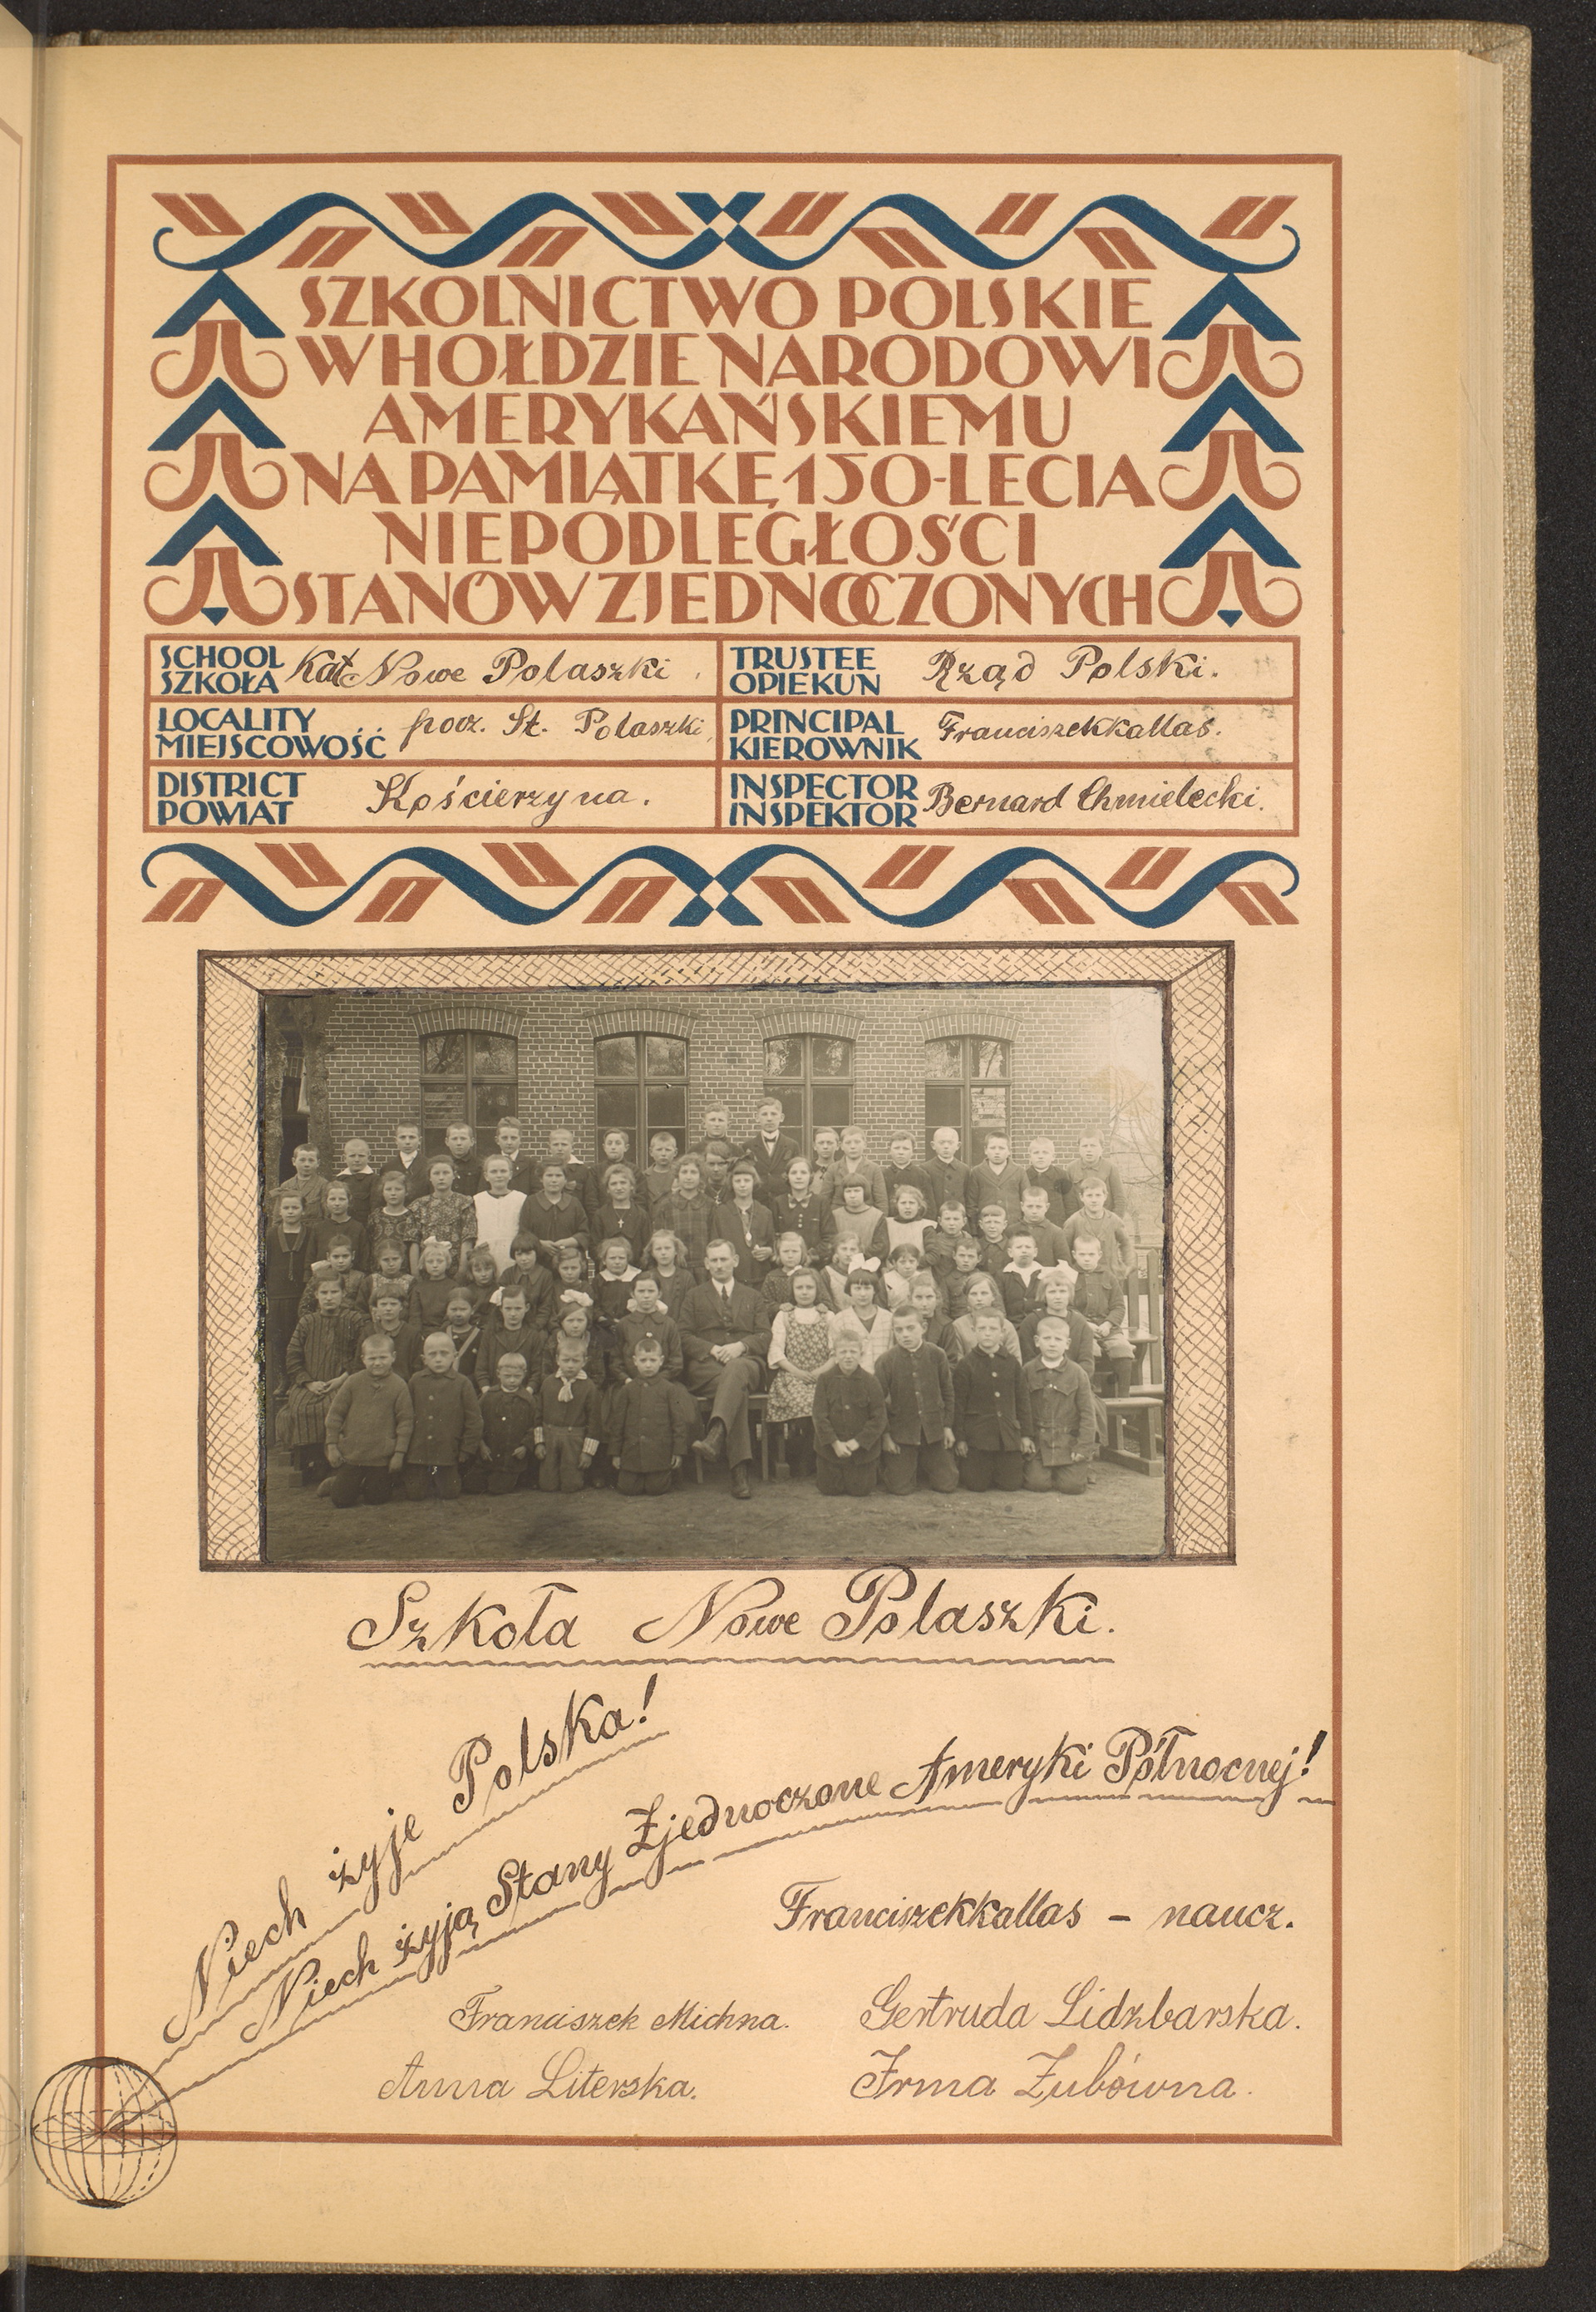 SZKOLNICTWO POLSKIE
W HOŁDZIE NARODOWI
AMERYKAŃSKIEMU
NA PAMIĄTKĘ 150-LECIA
NIEPODLEGŁOŚCI
STANÓW ZJEDNOCZONYCH
SCHOOL
SZKOŁA Kat Nowe Polaszki
TRUSTEE
OPIEKUN Rząd Polski.
LOCALITY
MIEJSCOWOŚĆ pocz. St. Polaszki
PRINCIPAL
KIEROWNIK Franciszek Kallas.
DISTRICT
POWIAT Kościerzyna.
INSPECTOR
INSPEKTOR Bernard Chmielecki.
Szkoła Nowe Polaszki.
Niech żyje Polska!
Niech żyją Stany Zjednoczone Ameryki Północnej!
Franciszek Kallas – naucz.
Franciszek Michna.
Gertruda Lidzbarska.
Anna Literska.
Irma Zubówna.